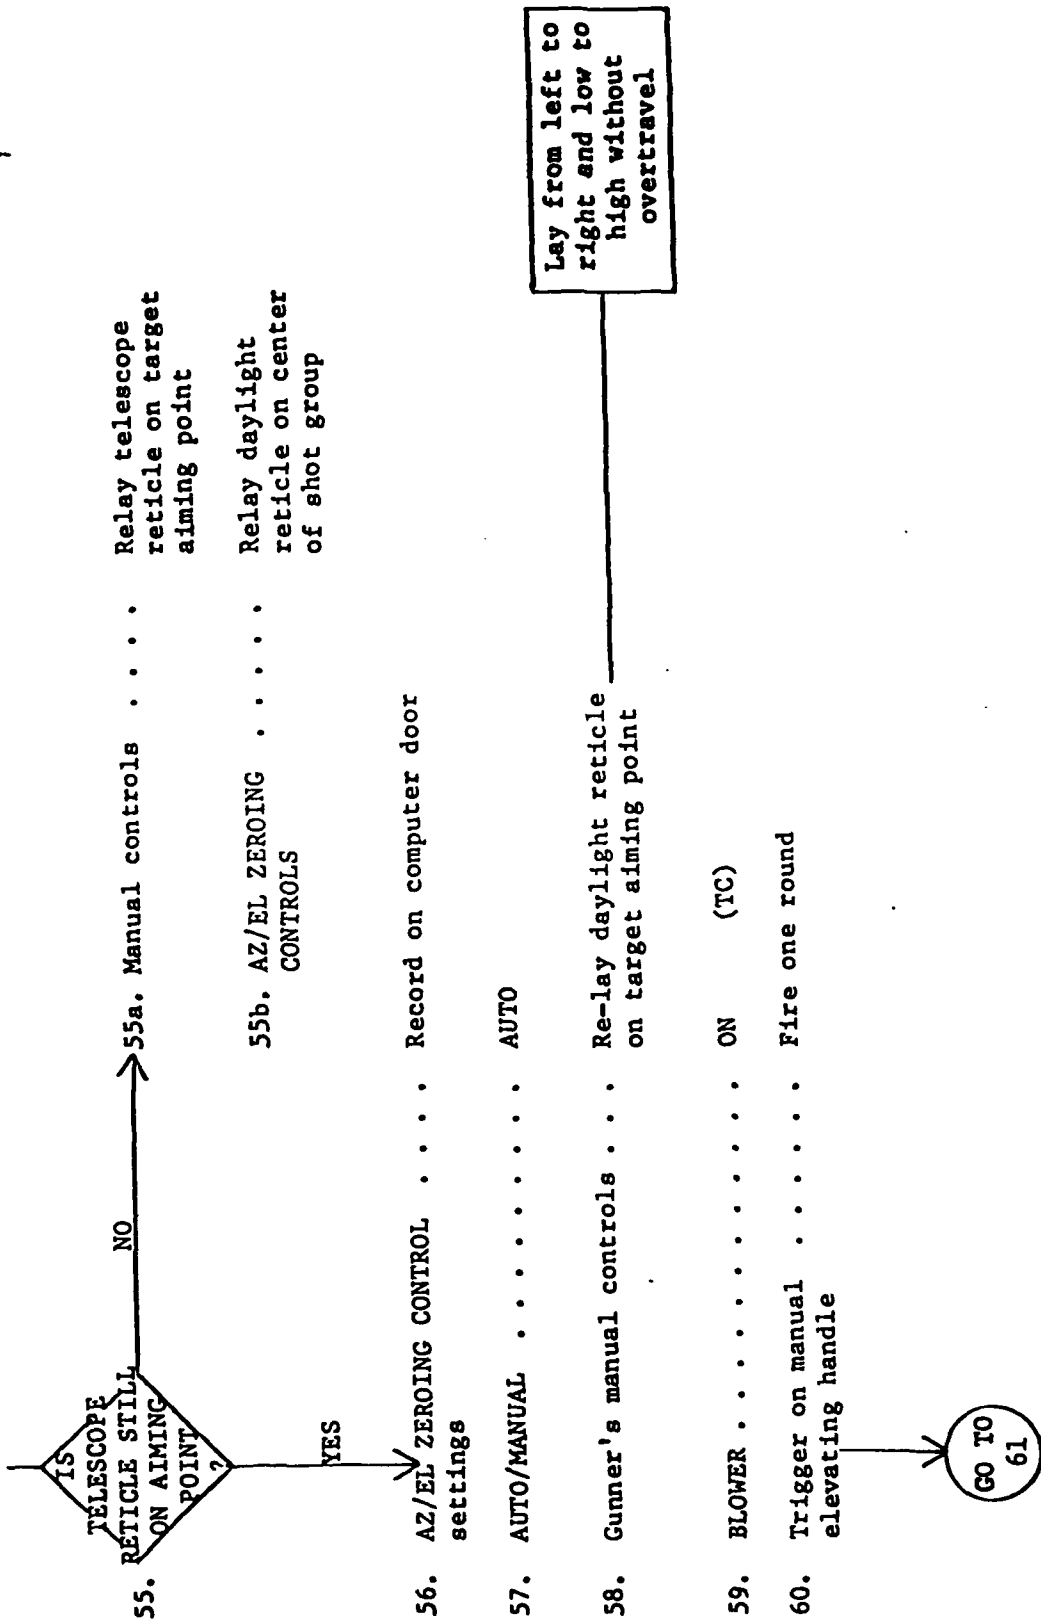 55.
IS
TELESCOPE
RETICLE STILL
ON AIMING
POINT
?
NO
55a. Manual controls . . . . Relay telescope
reticle on target
aiming point
55b. AZ/EL ZEROING . . . . . Relay daylight
CONTROLS reticle on center
of shot group
YES
56. AZ/EL ZEROING CONTROL . . . . Record on computer door
settings
57. AUTO/MANUAL . . . . . . . . . AUTO
58. Gunner's manual controls . . . Re-lay daylight reticle
on target aiming point
Lay from left to
right and low to
high without
overtravel
59. BLOWER . . . . . . . . . . . . ON (TC)
60. Trigger on manual . . . . . . Fire one round
elevating handle
GO TO
61